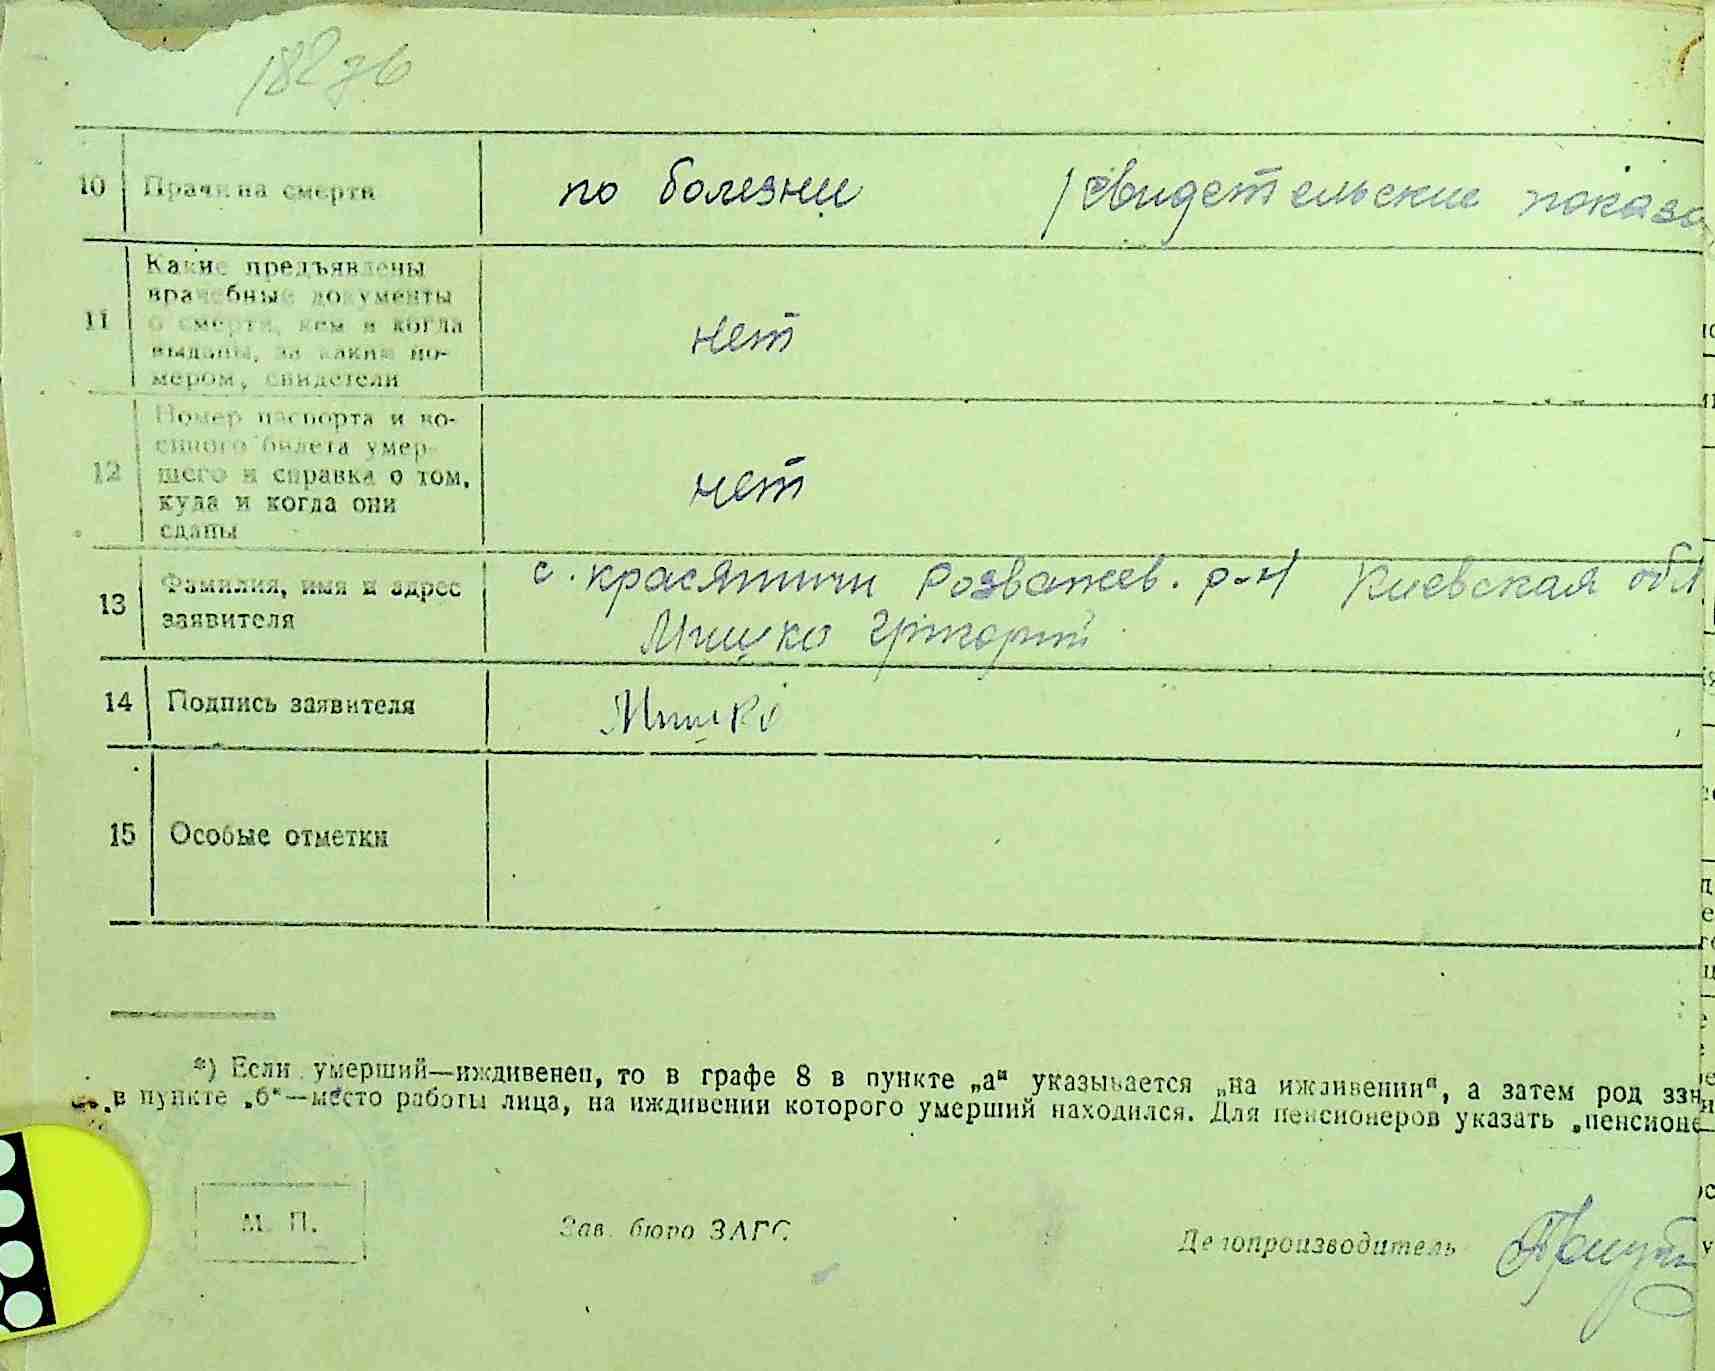 182зв
10 Причина смерти по болезни /свидетельские показа
11 Какие предъявлены
врачебные документы
о смерти, кем и когда
выданы, за каким но-
мером, свидетели
нет
12 Номер паспорта и во-
енного билета умер-
шего и справка о том,
куда и когда они
сданы
нет
13 Фамилия, имя и адрес
заявителя
с. красятичи Розважев. р-н Киевская обл.
Мишко Григорий
14 Подпись заявителя Мишко
15 Особые отметки
*) Если умерший—иждивенец, то в графе 8 в пункте „а“ указывается „на иждивении“, а затем род зан
в пункте „б“—место работы лица, на иждивении которого умерший находился. Для пенсионеров указать „пенсионе
М. П. Зав. бюро ЗАГС Делопроизводитель